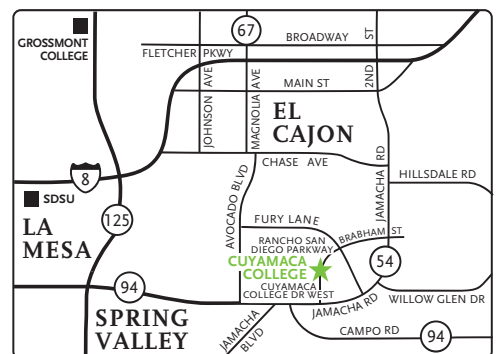 GROSSMONT
COLLEGE
67
BROADWAY
2ND ST
FLETCHER PKWY
JOHNSON AVE
MAGNOLIA AVE
MAIN ST
EL
CAJON
CHASE AVE
8
SDSU
HILLSDALE RD
JAMACHA RD
LA
MESA
125
AVOCADO BLVD
FURY LANE
RANCHO SAN
DIEGO PARKWAY
BRABHAM ST
CUYAMACA
COLLEGE
54
CUYAMACA
COLLEGE DR WEST
94
JAMACHA RD
WILLOW GLEN DR
SPRING
VALLEY
JAMACHA
BLVD
CAMPO RD
94